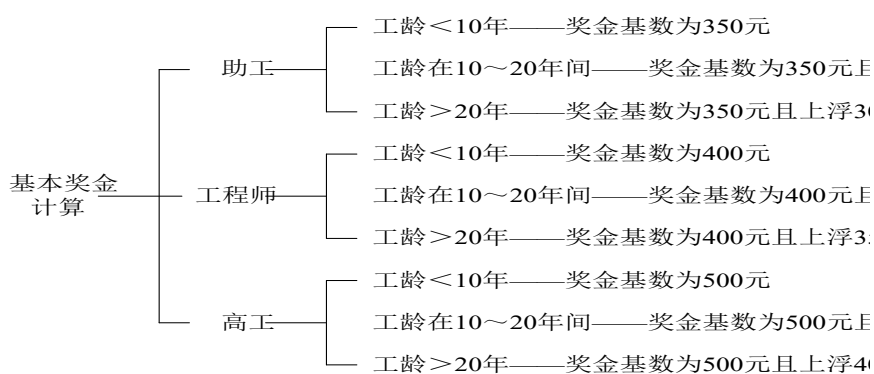 工龄＜10年——奖金基数为350元
助工
工龄在10～20年间——奖金基数为350元
工龄＞20年——奖金基数为350元且上浮3
工龄＜10年——奖金基数为400元
基本奖金
计算
工程师
工龄在10～20年间——奖金基数为400元
工龄＞20年——奖金基数为400元且上浮3
工龄＜10年——奖金基数为500元
高工
工龄在10～20年间——奖金基数为500元
工龄＞20年——奖金基数为500元且上浮4